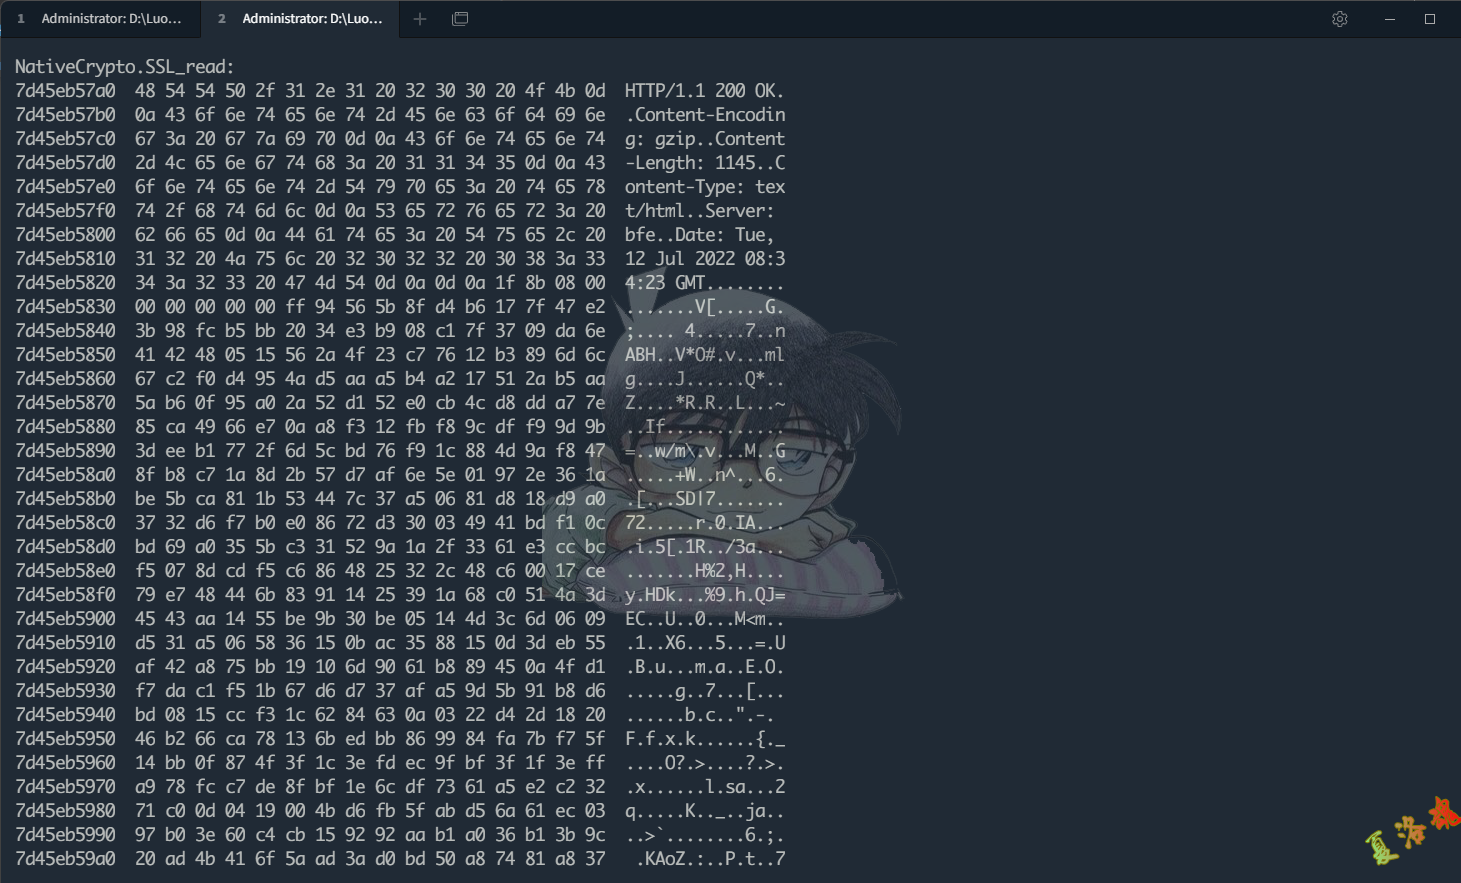 1 Administrator: D:\Luo... 2 Administrator: D:\Luo...
NativeCrypto.SSL_read:
7d45eb57a0 48 54 54 50 2f 31 2e 31 20 32 30 30 20 4f 4b 0d HTTP/1.1 200 OK.
7d45eb57b0 0a 43 6f 6e 74 65 6e 74 2d 45 6e 63 6f 64 69 6e .Content-Encodin
7d45eb57c0 67 3a 20 67 7a 69 70 0d 0a 43 6f 6e 74 65 6e 74 g: gzip..Content
7d45eb57d0 2d 4c 65 6e 67 74 68 3a 20 31 31 34 35 0d 0a 43 -Length: 1145..C
7d45eb57e0 6f 6e 74 65 6e 74 2d 54 79 70 65 3a 20 74 65 78 ontent-Type: tex
7d45eb57f0 74 2f 68 74 6d 6c 0d 0a 53 65 72 76 65 72 3a 20 t/html..Server:
7d45eb5800 62 66 65 0d 0a 44 61 74 65 3a 20 54 75 65 2c 20 bfe..Date: Tue,
7d45eb5810 31 32 20 4a 75 6c 20 32 30 32 32 20 30 38 3a 33 12 Jul 2022 08:3
7d45eb5820 34 3a 32 33 20 47 4d 54 0d 0a 0d 0a 1f 8b 08 00 4:23 GMT........
7d45eb5830 00 00 00 00 00 ff 94 56 5b 8f d4 b6 17 7f 47 e2 .......V[.....G.
7d45eb5840 3b 98 fc b5 bb 20 34 e3 b9 08 c1 7f 37 09 da 6e ;.... 4.....7..n
7d45eb5850 41 42 48 05 15 56 2a 4f 23 c7 76 12 b3 89 6d 6c ABH..V*O#.v...ml
7d45eb5860 67 c2 f0 d4 95 4a d5 aa a5 b4 a2 17 51 2a b5 aa g....J......Q*..
7d45eb5870 5a b6 0f 95 a0 2a 52 d1 52 e0 cb 4c d8 dd a7 7e Z....*R.R..L...~
7d45eb5880 85 ca 49 66 e7 0a a8 f3 12 fb f8 9c df f9 9d 9b ..If............
7d45eb5890 3d ee b1 77 2f 6d 5c bd 76 f9 1c 88 4d 9a f8 47 =..w/m\.v...M..G
7d45eb58a0 8f b8 c7 1a 8d 2b 57 d7 af 6e 5e 01 97 2e 36 1a .....+W..n^...6.
7d45eb58b0 be 5b ca 81 1b 53 44 7c 37 a5 06 81 d8 18 d9 a0 .[...SD|7.......
7d45eb58c0 37 32 d6 f7 b0 e0 86 72 d3 30 03 49 41 bd f1 0c 72.....r.0.IA...
7d45eb58d0 bd 69 a0 35 5b c3 31 52 9a 1a 2f 33 61 e3 cc bc .i.5[.1R../3a...
7d45eb58e0 f5 07 8d cd f5 c6 86 48 25 32 2c 48 c6 00 17 ce .......H%2,H....
7d45eb58f0 79 e7 48 44 6b 83 91 14 25 39 1a 68 c0 51 4a 3d y.HDk...%9.h.QJ=
7d45eb5900 45 43 aa 14 55 be 9b 30 be 05 14 4d 3c 6d 06 09 EC..U..0...M<m..
7d45eb5910 d5 31 a5 06 58 36 15 0b ac 35 88 15 0d 3d eb 55 .1..X6...5...=.U
7d45eb5920 af 42 a8 75 bb 19 10 6d 90 61 b8 89 45 0a 4f d1 .B.u...m.a..E.O.
7d45eb5930 f7 da c1 f5 1b 67 d6 d7 37 af a5 9d 5b 91 b8 d6 .....g..7...[...
7d45eb5940 bd 08 15 cc f3 1c 62 84 63 0a 03 22 d4 2d 18 20 ......b.c..".-.
7d45eb5950 46 b2 66 ca 78 13 6b ed bb 86 99 84 fa 7b f7 5f F.f.x.k......{._
7d45eb5960 14 bb 0f 87 4f 3f 1c 3e fd ec 9f bf 3f 1f 3e ff ....O?.>....?.>.
7d45eb5970 a9 78 fc c7 de 8f bf 1e 6c df 73 61 a5 e2 c2 32 .x......l.sa...2
7d45eb5980 71 c0 0d 04 19 00 4b d6 fb 5f ab d5 6a 61 ec 03 q.....K.._..ja..
7d45eb5990 97 b0 3e 60 c4 cb 15 92 92 aa b1 a0 36 b1 3b 9c ..>`........6.;.
7d45eb59a0 20 ad 4b 41 6f 5a ad 3a d0 bd 50 a8 74 81 a8 37 .KAoZ.:..P.t..7